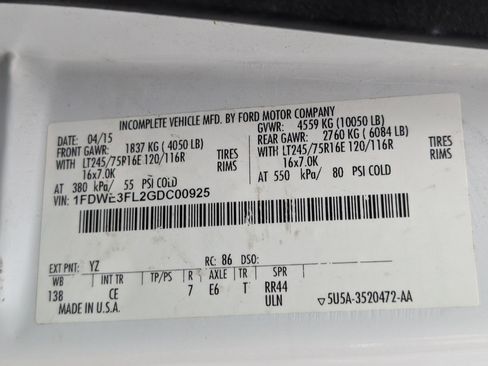 INCOMPLETE VEHICLE MFD. BY FORD MOTOR COMPANY
DATE: 04/15 GVWR: 4559 KG (10050 LB)
FRONT GAWR: 1837 KG ( 4050 LB) REAR GAWR: 2760 KG ( 6084 LB)
WITH LT245/75R16E 120/116R TIRES WITH LT245/75R16E 120/116R TIRES
16x7.0K RIMS 16x7.0K RIMS
AT 380 kPa/ 55 PSI COLD AT 550 kPa/ 80 PSI COLD
VIN: 1FDWE3FL2GDC00925
EXT PNT: YZ RC: 86 DSO:
WB INT TR TP/PS R AXLE TR SPR
138 CE 7 E6 T RR44
ULN
MADE IN U.S.A. ▽5U5A-3520472-AA